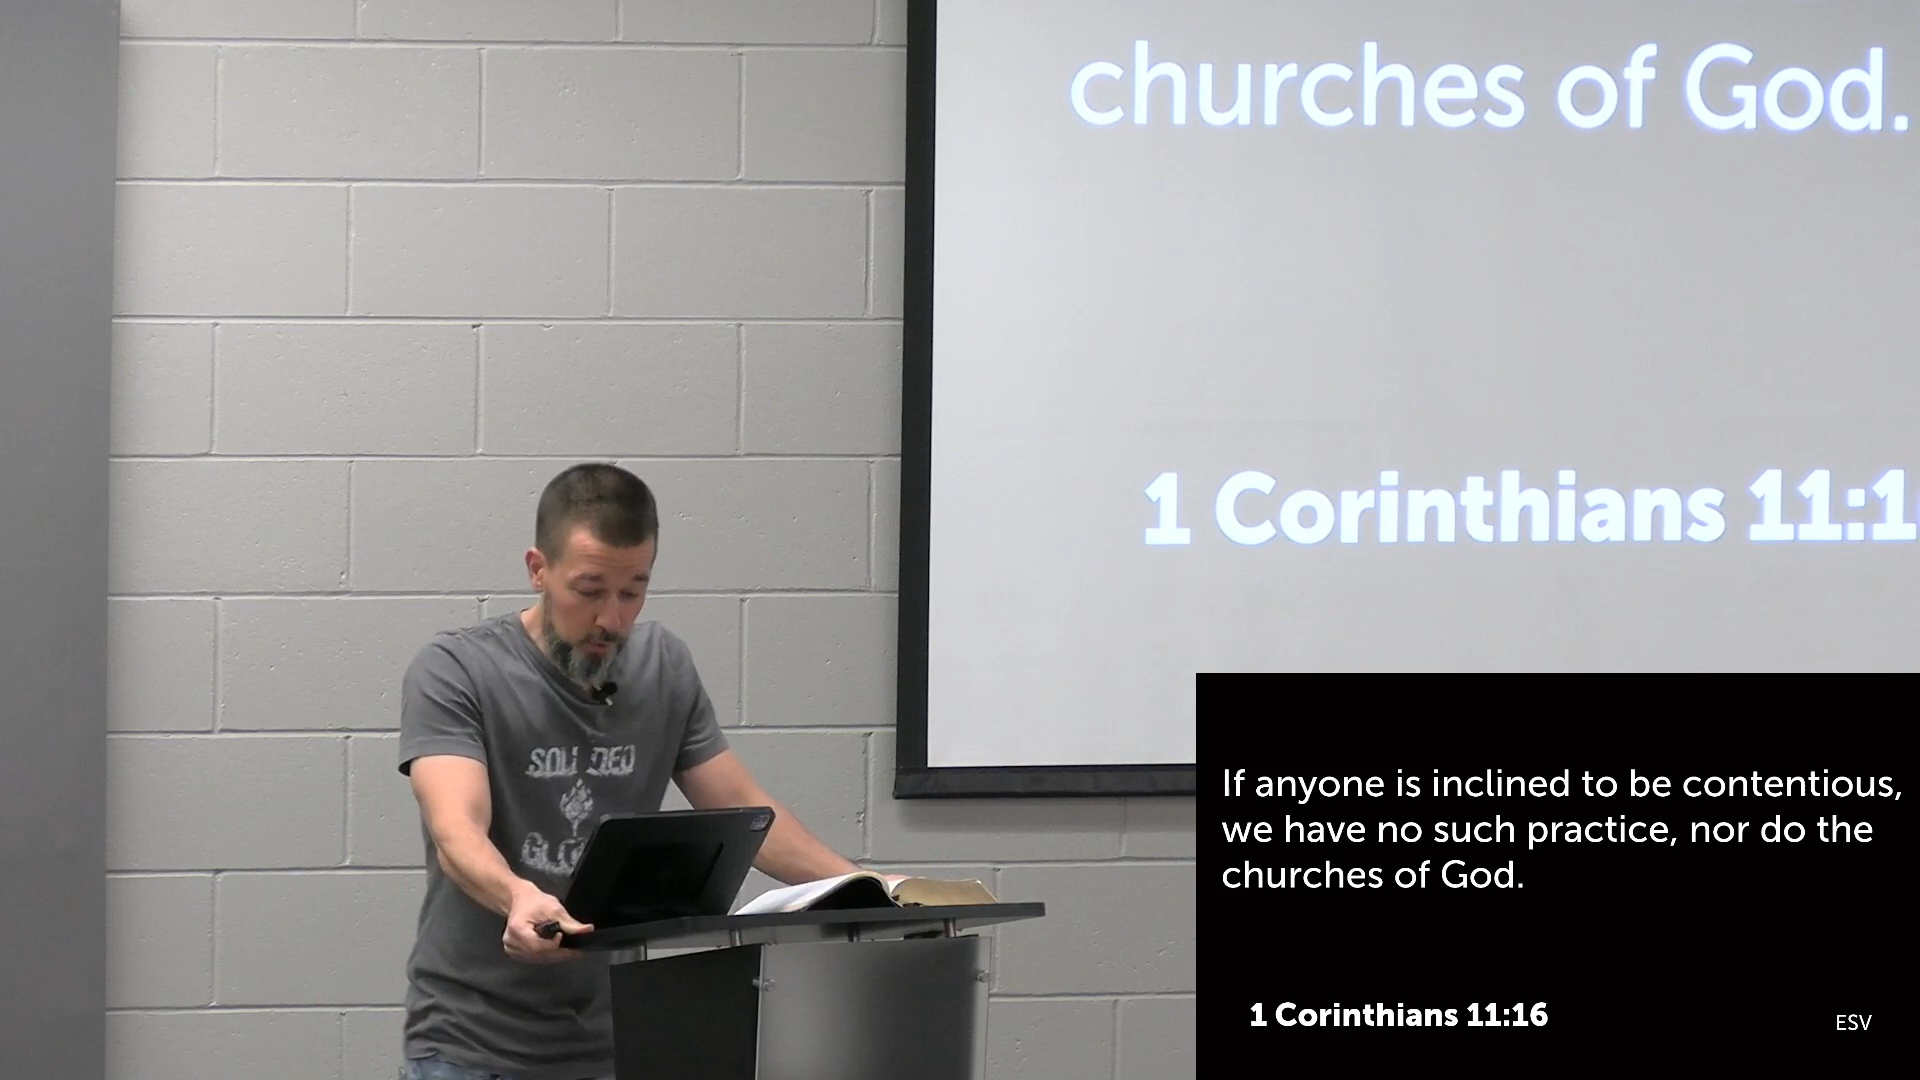 churches of God.
1 Corinthians 11:1
SOLI DEO
If anyone is inclined to be contentious,
we have no such practice, nor do the
churches of God.
1 Corinthians 11:16
ESV